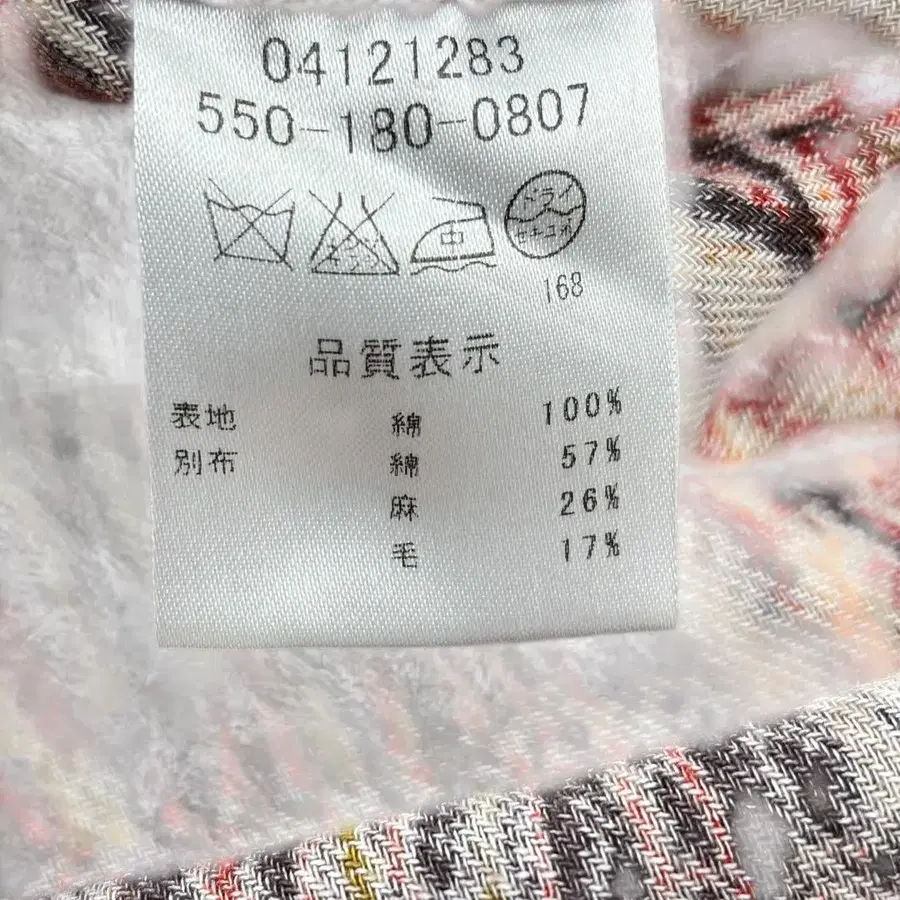 04121283
550-180-0807
中 ドライ セキユ系
168
品質表示
表地 綿 100%
別布 綿 57%
麻 26%
毛 17%